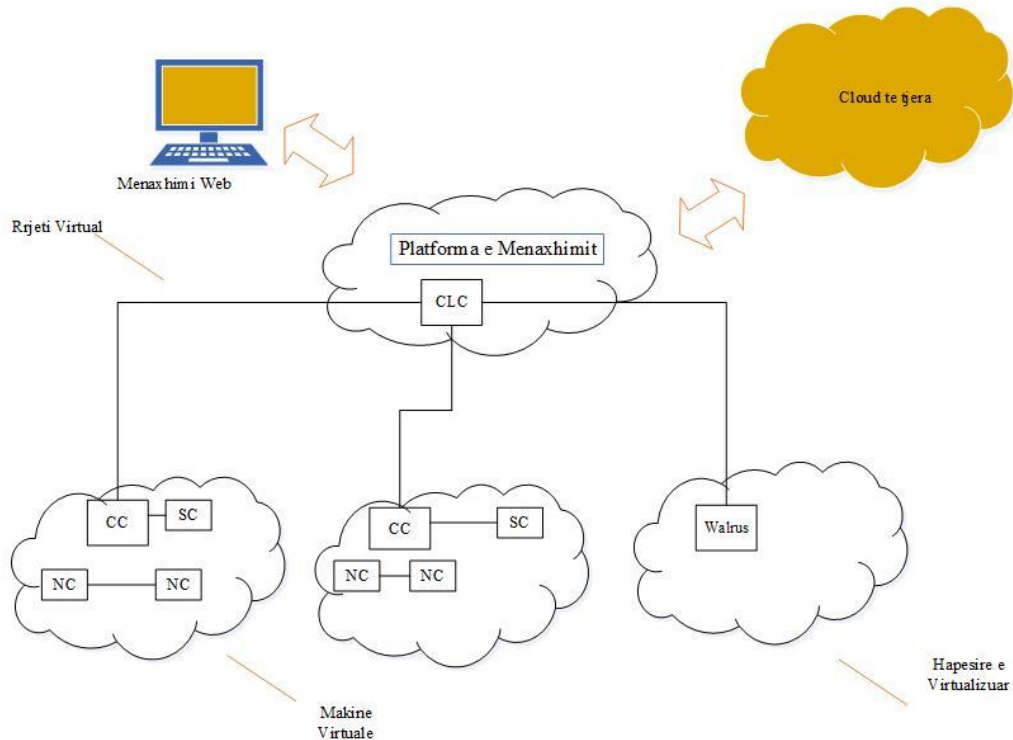 Cloud te tjera
Menaxhimi Web
Rrjeti Virtual
Platforma e Menaxhimit
CLC
CC
SC
NC
NC
CC
SC
NC
NC
Walrus
Hapesire e
Virtualizuar
Makine
Virtuale